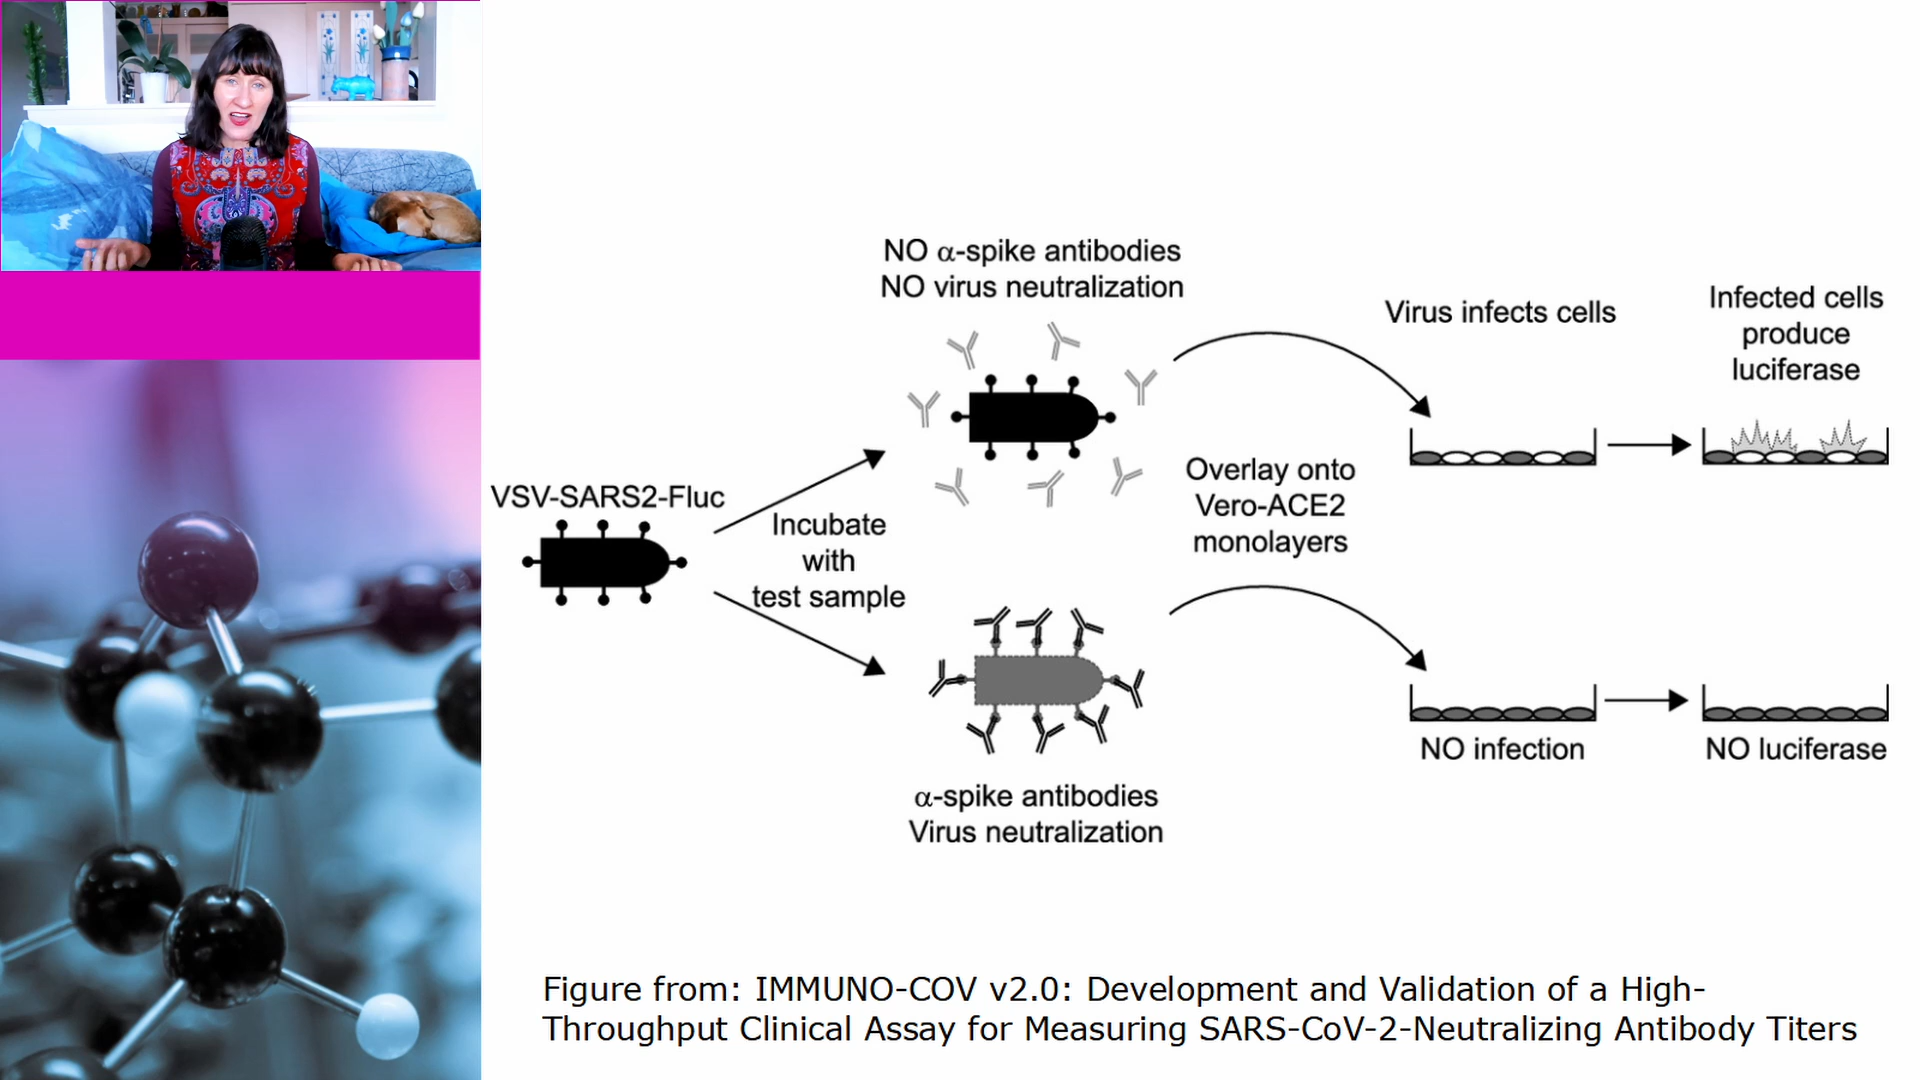 NO α-spike antibodies
NO virus neutralization
Virus infects cells
Infected cells
produce
luciferase
VSV-SARS2-Fluc
Incubate
with
test sample
Overlay onto
Vero-ACE2
monolayers
NO infection
NO luciferase
α-spike antibodies
Virus neutralization
Figure from: IMMUNO-COV v2.0: Development and Validation of a High-
Throughput Clinical Assay for Measuring SARS-CoV-2-Neutralizing Antibody Titers